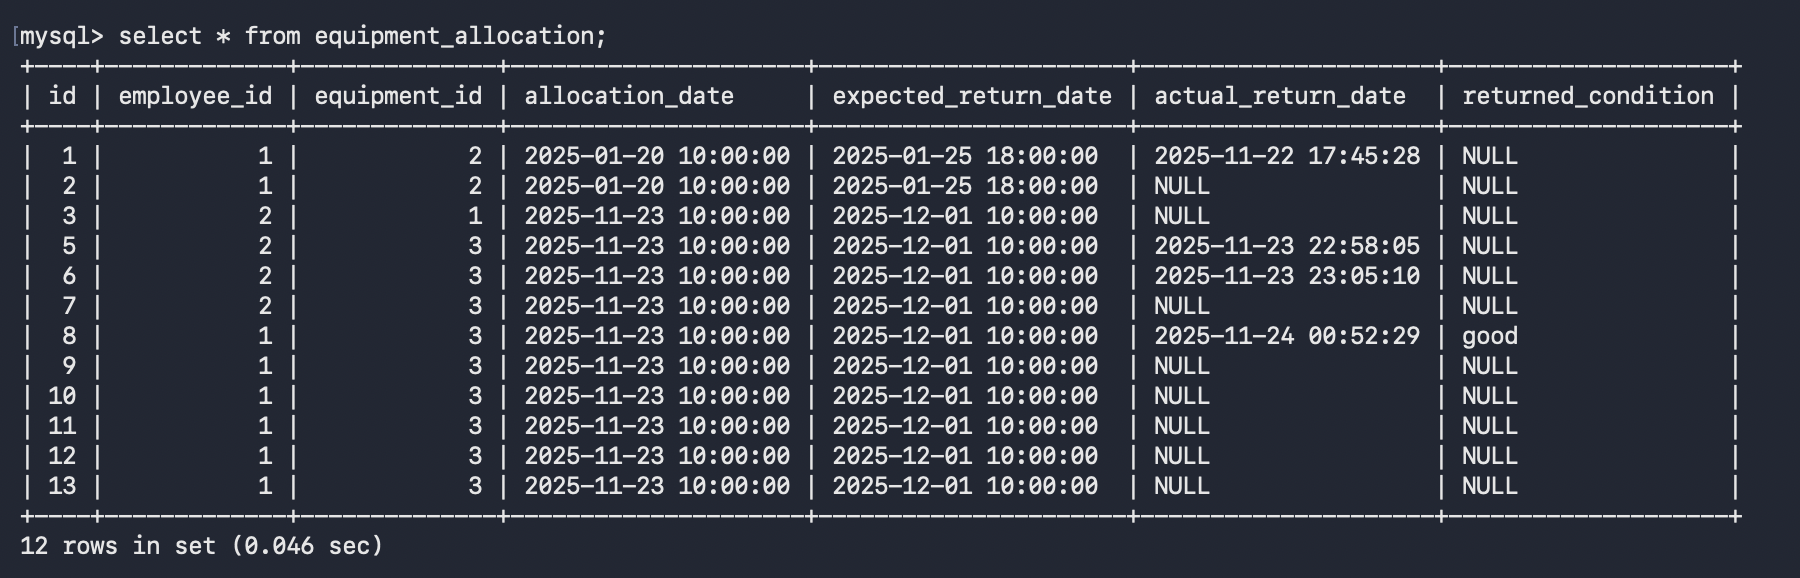 [mysql> select * from equipment_allocation;
+----+-------------+--------------+---------------------+----------------------+---------------------+--------------------+
| id | employee_id | equipment_id | allocation_date     | expected_return_date | actual_return_date  | returned_condition |
+----+-------------+--------------+---------------------+----------------------+---------------------+--------------------+
|  1 |           1 |            2 | 2025-01-20 10:00:00 | 2025-01-25 18:00:00  | 2025-11-22 17:45:28 | NULL               |
|  2 |           1 |            2 | 2025-01-20 10:00:00 | 2025-01-25 18:00:00  | NULL                | NULL               |
|  3 |           2 |            1 | 2025-11-23 10:00:00 | 2025-12-01 10:00:00  | NULL                | NULL               |
|  5 |           2 |            3 | 2025-11-23 10:00:00 | 2025-12-01 10:00:00  | 2025-11-23 22:58:05 | NULL               |
|  6 |           2 |            3 | 2025-11-23 10:00:00 | 2025-12-01 10:00:00  | 2025-11-23 23:05:10 | NULL               |
|  7 |           2 |            3 | 2025-11-23 10:00:00 | 2025-12-01 10:00:00  | NULL                | NULL               |
|  8 |           1 |            3 | 2025-11-23 10:00:00 | 2025-12-01 10:00:00  | 2025-11-24 00:52:29 | good               |
|  9 |           1 |            3 | 2025-11-23 10:00:00 | 2025-12-01 10:00:00  | NULL                | NULL               |
| 10 |           1 |            3 | 2025-11-23 10:00:00 | 2025-12-01 10:00:00  | NULL                | NULL               |
| 11 |           1 |            3 | 2025-11-23 10:00:00 | 2025-12-01 10:00:00  | NULL                | NULL               |
| 12 |           1 |            3 | 2025-11-23 10:00:00 | 2025-12-01 10:00:00  | NULL                | NULL               |
| 13 |           1 |            3 | 2025-11-23 10:00:00 | 2025-12-01 10:00:00  | NULL                | NULL               |
+----+-------------+--------------+---------------------+----------------------+---------------------+--------------------+
12 rows in set (0.046 sec)